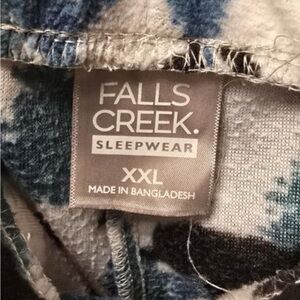 FALLS
CREEK.
SLEEPWEAR
XXL
MADE IN BANGLADESH